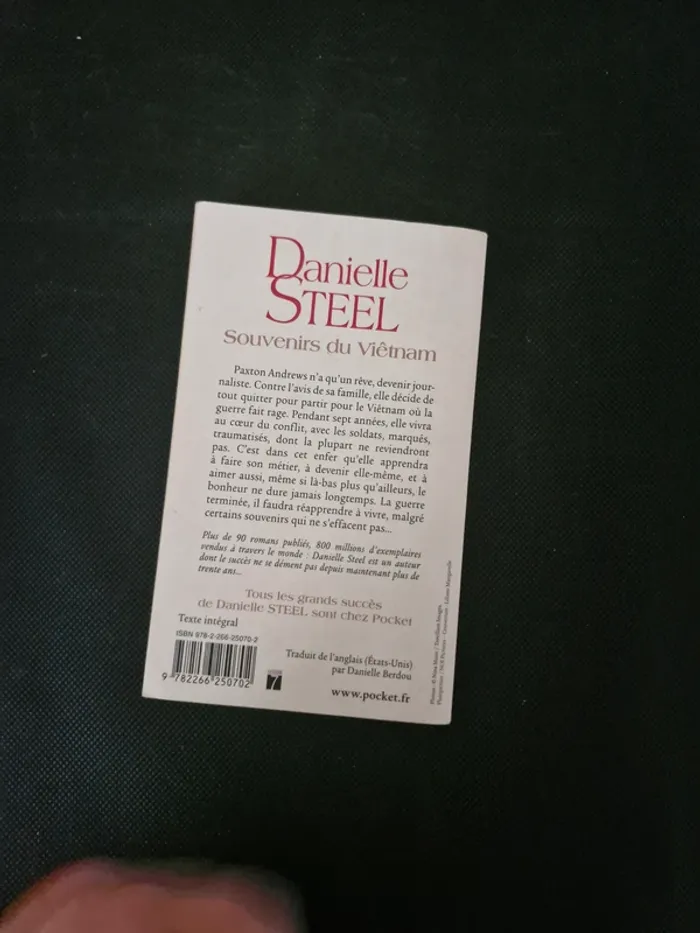 Danielle
STEEL
Souvenirs du Viêtnam
Paxton Andrews n'a qu'un rêve, devenir jour-
naliste. Contre l'avis de sa famille, elle décide de
tout quitter pour partir pour le Viêtnam où la
guerre fait rage. Pendant sept années, elle vivra
au cœur du conflit, avec les soldats, marqués,
traumatisés, dont la plupart ne reviendront
pas. C'est dans cet enfer qu'elle apprendra
à faire son métier, à devenir elle-même, et à
aimer aussi, même si là-bas plus qu'ailleurs, le
bonheur ne dure jamais longtemps. La guerre
terminée, il faudra réapprendre à vivre, malgré
certains souvenirs qui ne s'effacent pas...
Plus de 90 romans publiés, 800 millions d'exemplaires
vendus à travers le monde : Danielle Steel est un auteur
dont le succès ne se dément pas depuis maintenant plus de
trente ans...
Tous les grands succès
de Danielle STEEL sont chez Pocket
Texte intégral
ISBN 978-2-266-25070-2
9 782266 250702
7
Traduit de l'anglais (États-Unis)
par Danielle Berdou
www.pocket.fr